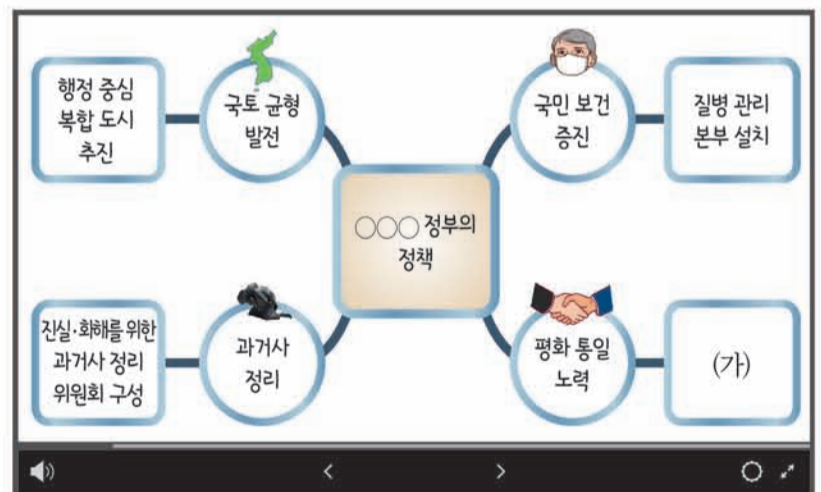 행정 중심
복합 도시
추진
국토 균형
발전
국민 보건
증진
질병 관리
본부 설치
○○○ 정부의
정책
진실·화해를 위한
과거사 정리
위원회 구성
과거사
정리
평화 통일
노력
(가)